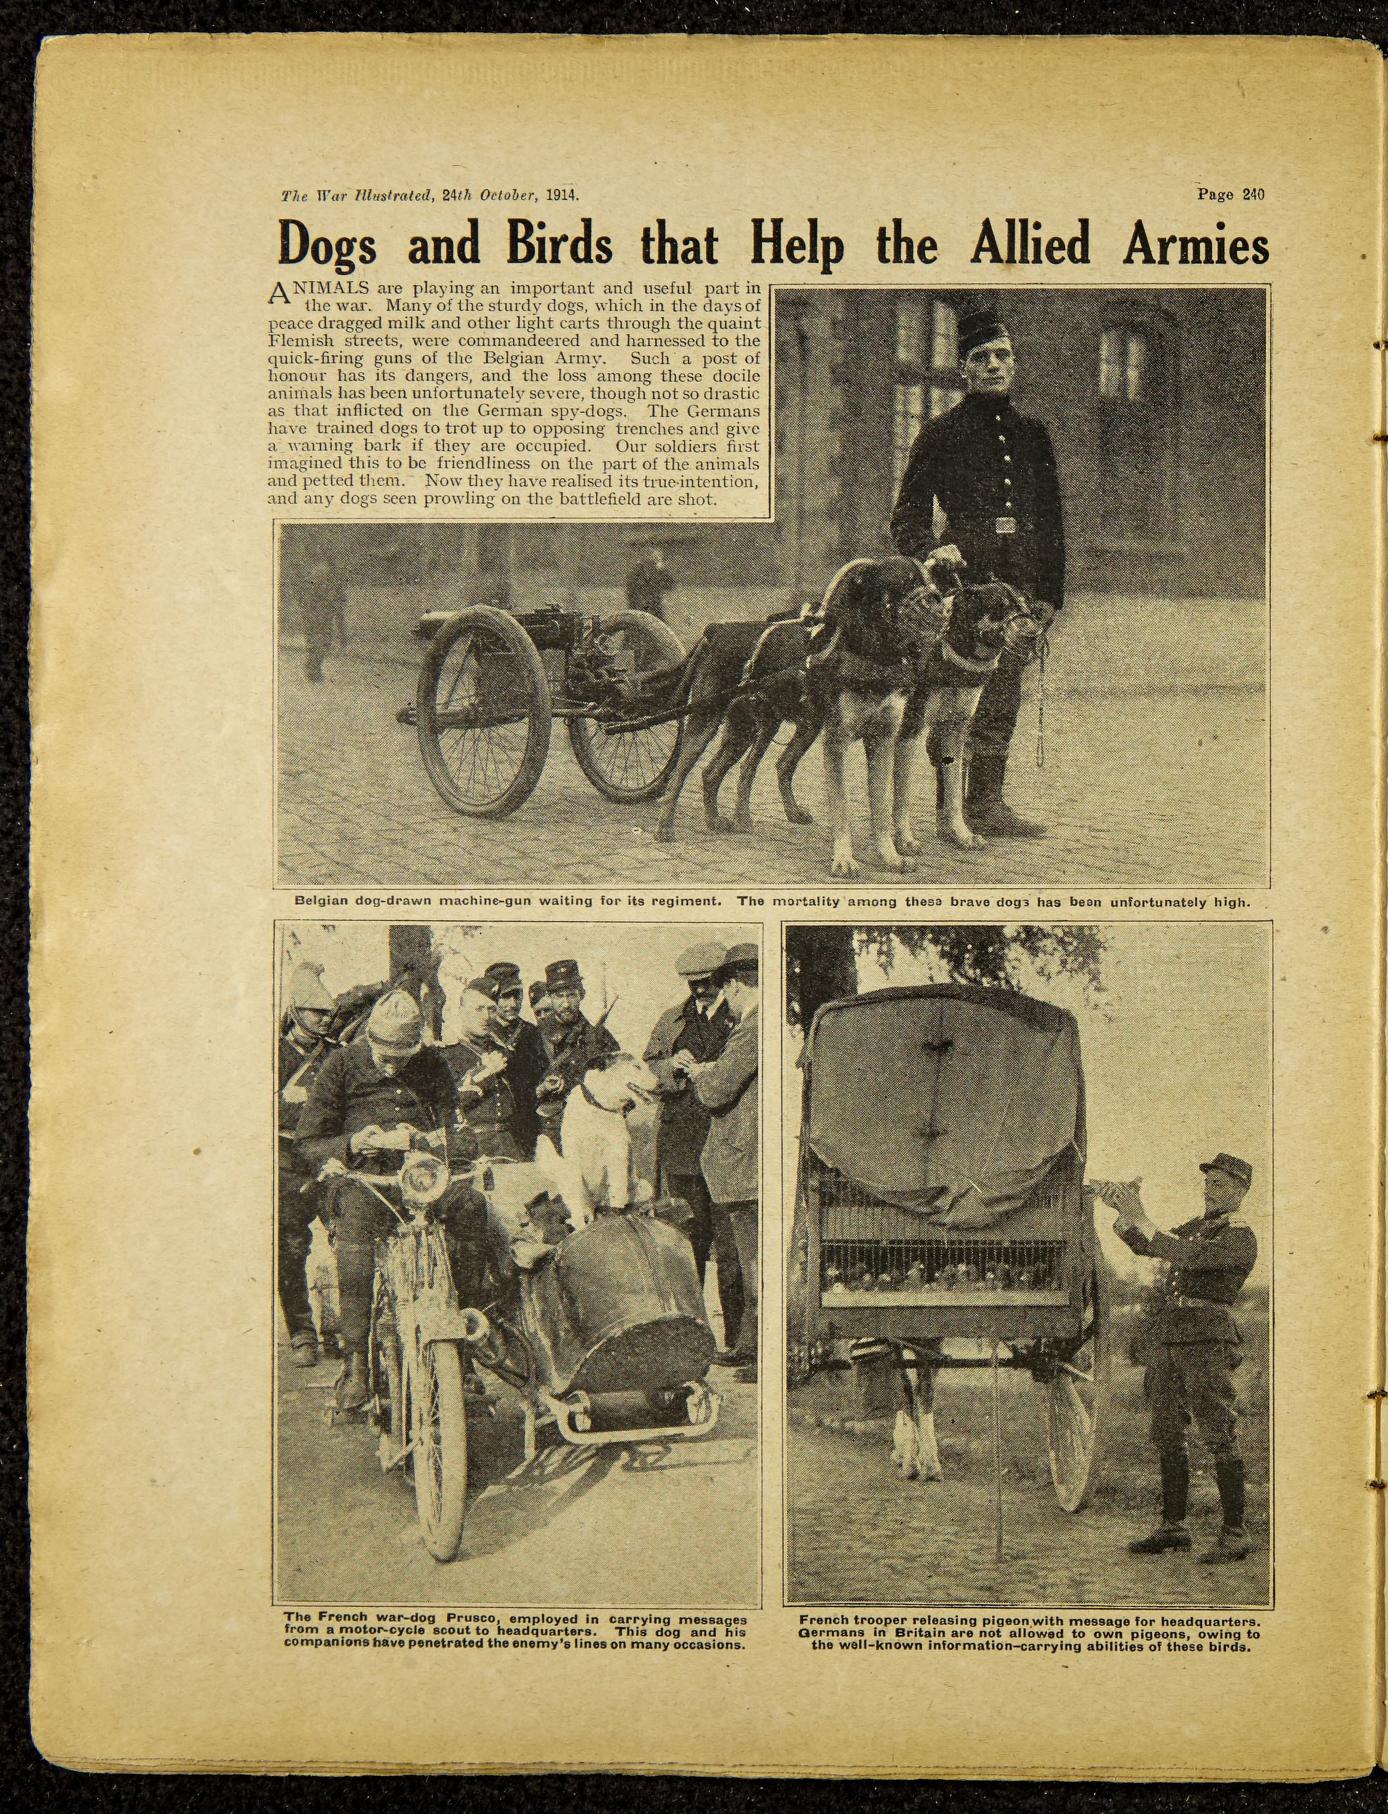 The War Illustrated, 24th October, 1914.
Page 240
Dogs and Birds that Help the Allied Armies
ANIMALS are playing an important and useful part in
the war. Many of the sturdy dogs, which in the days of
peace dragged milk and other light carts through the quaint
Flemish streets, were commandeered and harnessed to the
quick-firing guns of the Belgian Army. Such a post of
honour has its dangers, and the loss among these docile
animals has been unfortunately severe, though not so drastic
as that inflicted on the German spy-dogs. The Germans
have trained dogs to trot up to opposing trenches and give
a warning bark if they are occupied. Our soldiers first
imagined this to be friendliness on the part of the animals
and petted them. Now they have realised its true intention,
and any dogs seen prowling on the battlefield are shot.
Belgian dog-drawn machine-gun waiting for its regiment. The mortality among these brave dogs has been unfortunately high.
The French war-dog Prusco, employed in carrying messages
from a motor-cycle scout to headquarters. This dog and his
companions have penetrated the enemy's lines on many occasions.
French trooper releasing pigeon with message for headquarters.
Germans in Britain are not allowed to own pigeons, owing to
the well-known information-carrying abilities of these birds.